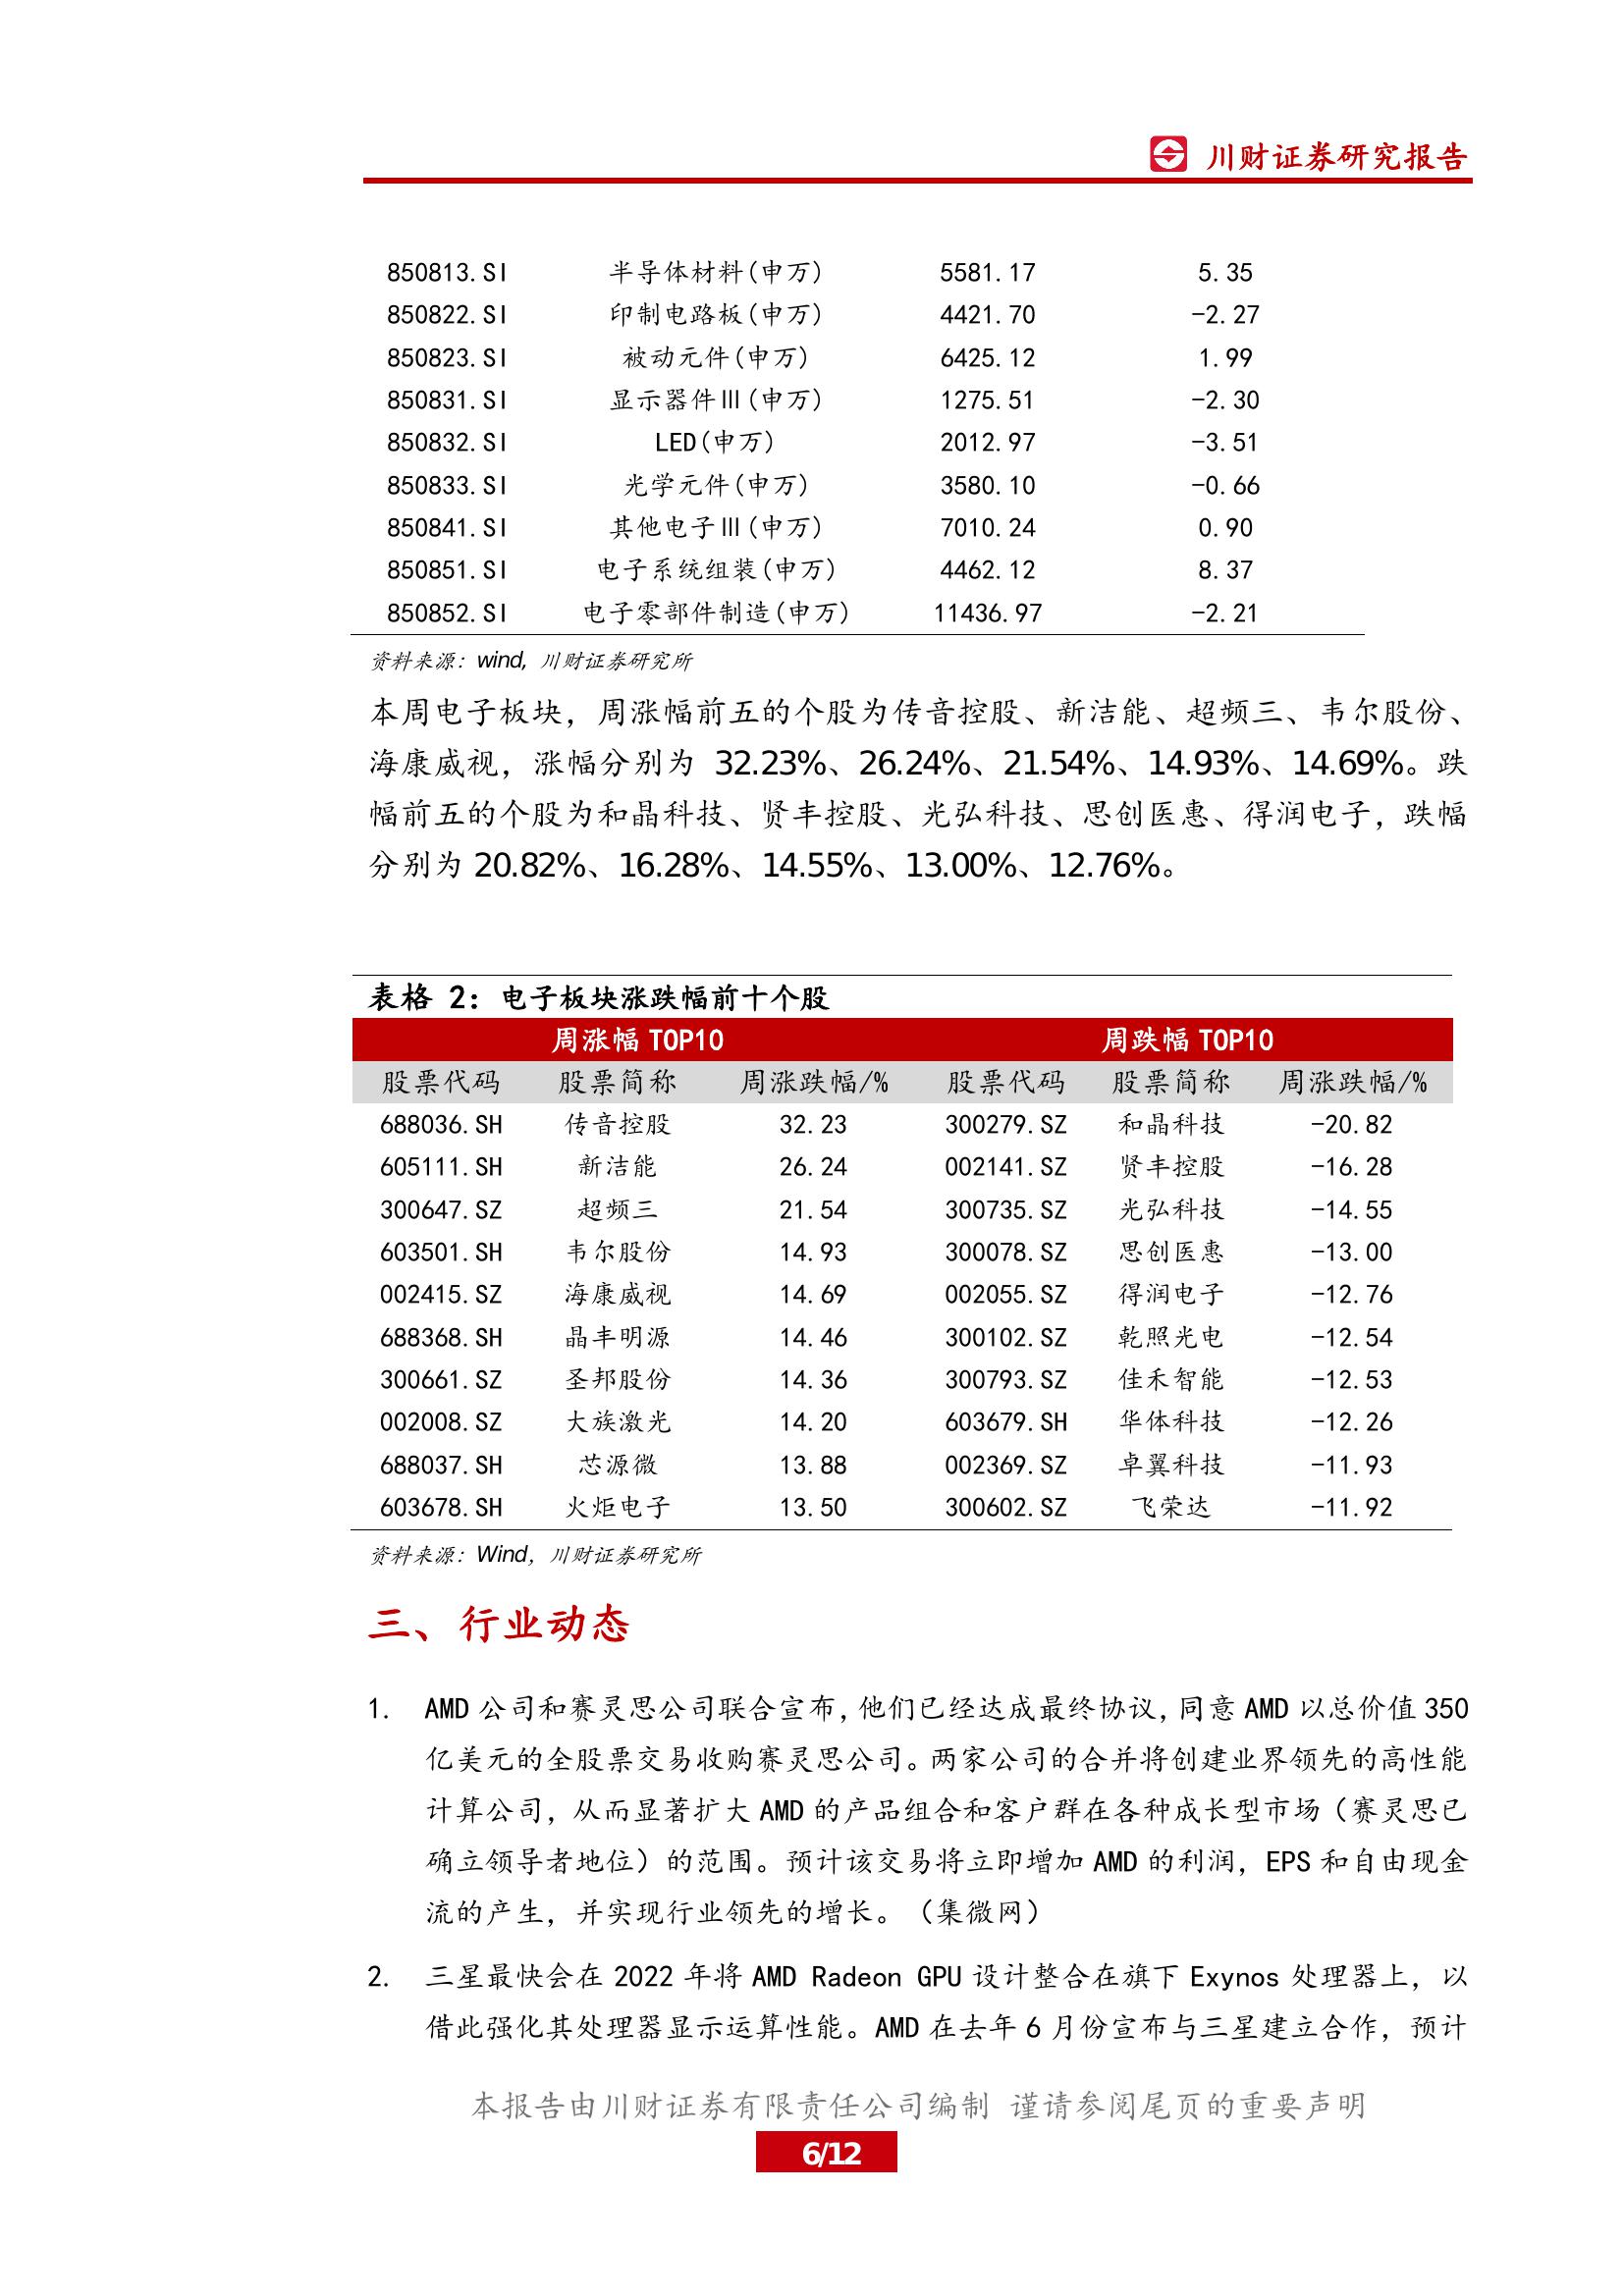 川财证券研究报告
850813.SI 半导体材料(申万) 5581.17 5.35
850822.SI 印制电路板(申万) 4421.70 -2.27
850823.SI 被动元件(申万) 6425.12 1.99
850831.SI 显示器件Ⅲ(申万) 1275.51 -2.30
850832.SI LED(申万) 2012.97 -3.51
850833.SI 光学元件(申万) 3580.10 -0.66
850841.SI 其他电子Ⅲ(申万) 7010.24 0.90
850851.SI 电子系统组装(申万) 4462.12 8.37
850852.SI 电子零部件制造(申万) 11436.97 -2.21
资料来源：wind, 川财证券研究所
本周电子板块，周涨幅前五的个股为传音控股、新洁能、超频三、韦尔股份、
海康威视，涨幅分别为 32.23%、26.24%、21.54%、14.93%、14.69%。跌
幅前五的个股为和晶科技、贤丰控股、光弘科技、思创医惠、得润电子，跌幅
分别为 20.82%、16.28%、14.55%、13.00%、12.76%。
表格 2：电子板块涨跌幅前十个股
周涨幅 TOP10 周跌幅 TOP10
股票代码 股票简称 周涨跌幅/% 股票代码 股票简称 周涨跌幅/%
688036.SH 传音控股 32.23 300279.SZ 和晶科技 -20.82
605111.SH 新洁能 26.24 002141.SZ 贤丰控股 -16.28
300647.SZ 超频三 21.54 300735.SZ 光弘科技 -14.55
603501.SH 韦尔股份 14.93 300078.SZ 思创医惠 -13.00
002415.SZ 海康威视 14.69 002055.SZ 得润电子 -12.76
688368.SH 晶丰明源 14.46 300102.SZ 乾照光电 -12.54
300661.SZ 圣邦股份 14.36 300793.SZ 佳禾智能 -12.53
002008.SZ 大族激光 14.20 603679.SH 华体科技 -12.26
688037.SH 芯源微 13.88 002369.SZ 卓翼科技 -11.93
603678.SH 火炬电子 13.50 300602.SZ 飞荣达 -11.92
资料来源：Wind，川财证券研究所
三、行业动态
1. AMD 公司和赛灵思公司联合宣布，他们已经达成最终协议，同意 AMD 以总价值 350
亿美元的全股票交易收购赛灵思公司。两家公司的合并将创建业界领先的高性能
计算公司，从而显著扩大 AMD 的产品组合和客户群在各种成长型市场（赛灵思已
确立领导者地位）的范围。预计该交易将立即增加 AMD 的利润，EPS 和自由现金
流的产生，并实现行业领先的增长。（集微网）
2. 三星最快会在 2022 年将 AMD Radeon GPU 设计整合在旗下 Exynos 处理器上，以
借此强化其处理器显示运算性能。AMD 在去年 6 月份宣布与三星建立合作，预计
本报告由川财证券有限责任公司编制 谨请参阅尾页的重要声明
6/12